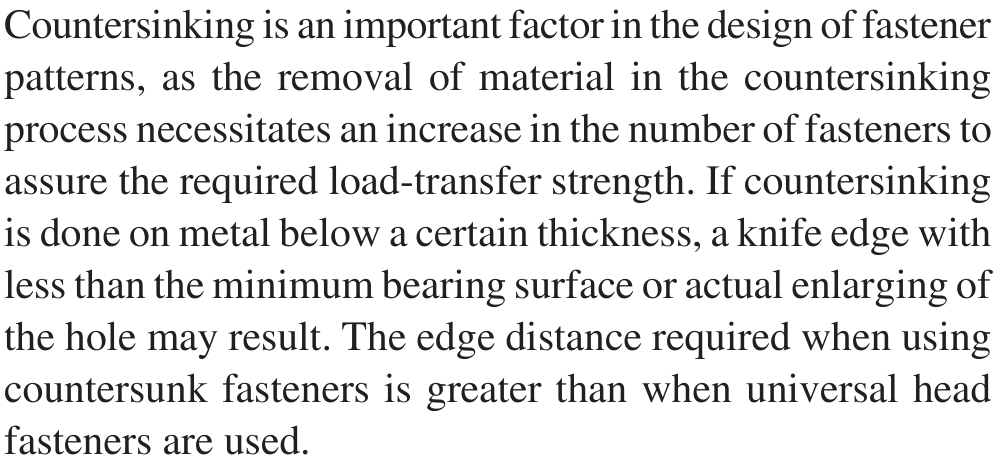 Countersinking is an important factor in the design of fastener
patterns, as the removal of material in the countersinking
process necessitates an increase in the number of fasteners to
assure the required load-transfer strength. If countersinking
is done on metal below a certain thickness, a knife edge with
less than the minimum bearing surface or actual enlarging of
the hole may result. The edge distance required when using
countersunk fasteners is greater than when universal head
fasteners are used.